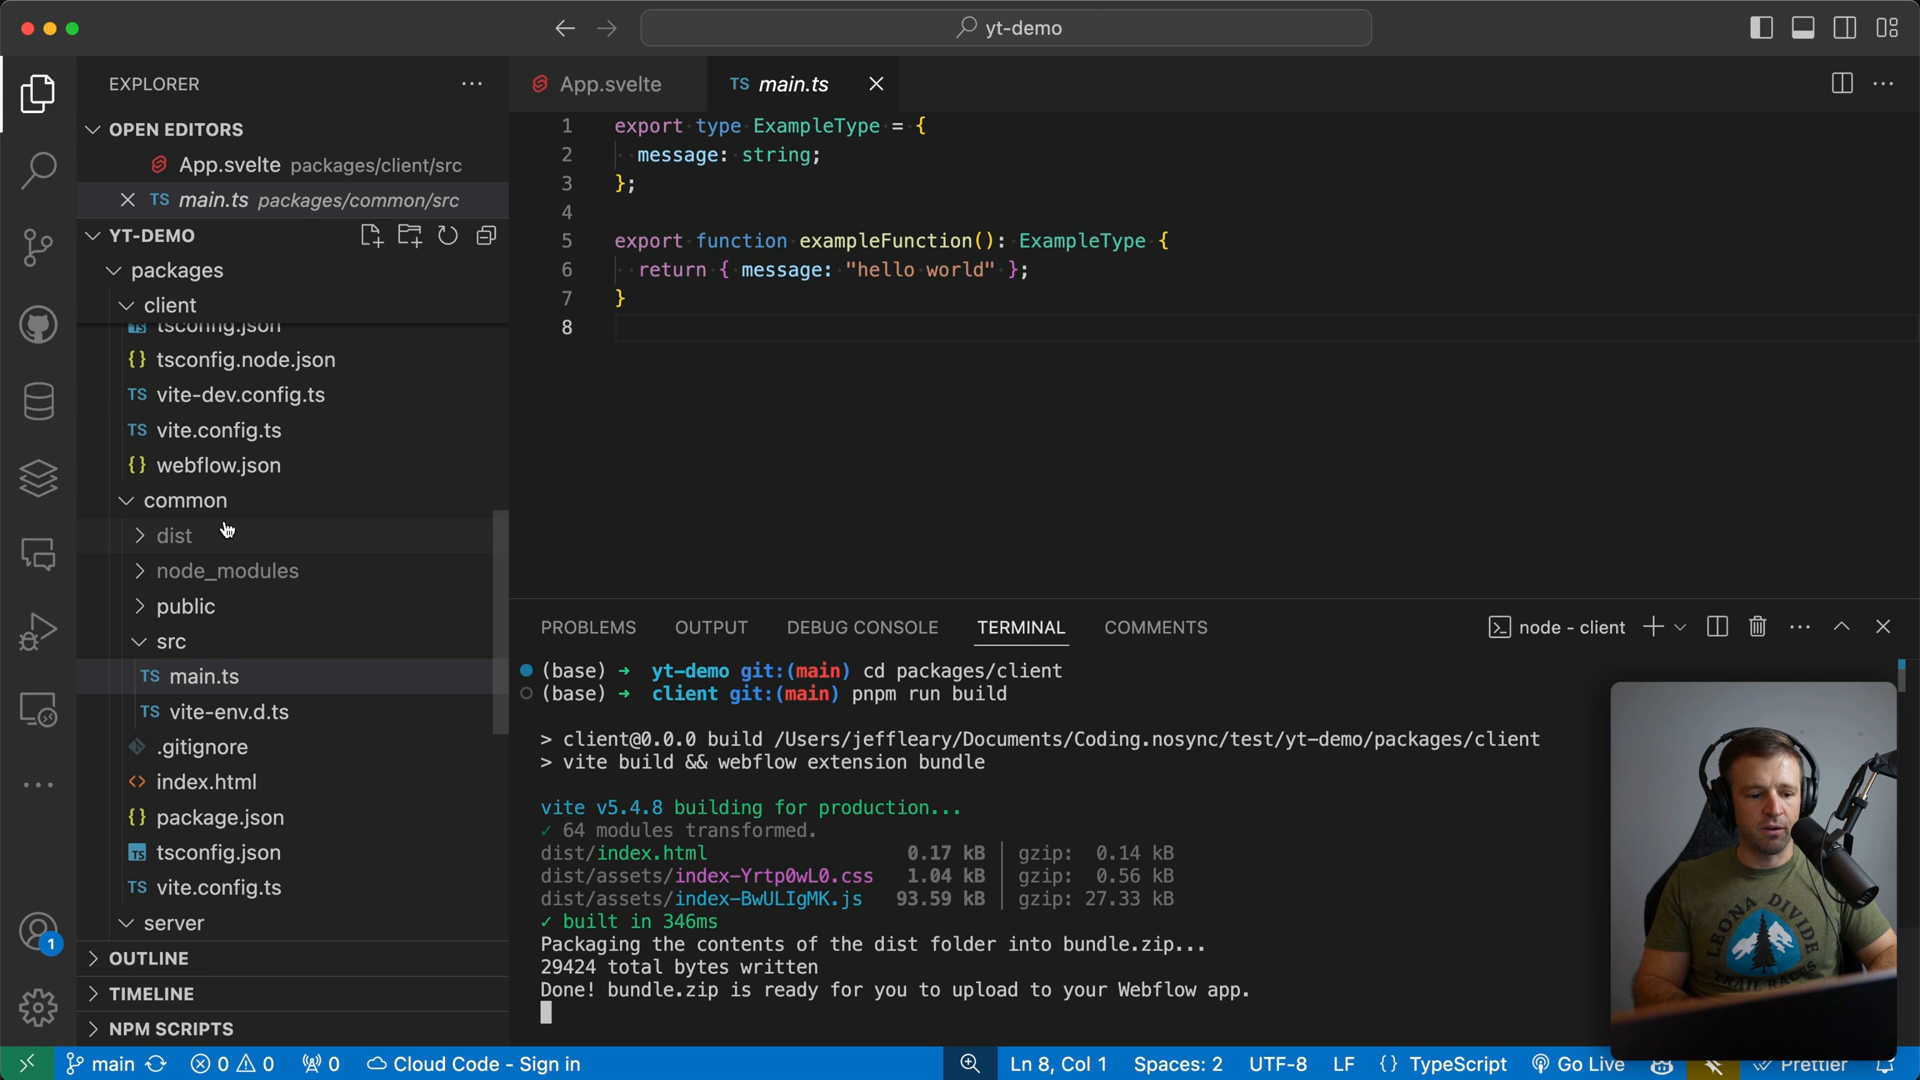 yt-demo
EXPLORER
OPEN EDITORS
App.svelte packages/client/src
TS main.ts packages/common/src
YT-DEMO
packages
client
tsconfig.json
{} tsconfig.node.json
TS vite-dev.config.ts
TS vite.config.ts
{} webflow.json
common
dist
node_modules
public
src
TS main.ts
TS vite-env.d.ts
.gitignore
<> index.html
{} package.json
TS tsconfig.json
TS vite.config.ts
server
OUTLINE
TIMELINE
NPM SCRIPTS
1
App.svelte
TS main.ts
1 export type ExampleType = {
2 message: string;
3 };
4
5 export function exampleFunction(): ExampleType {
6 return { message: "hello world" };
7 }
8
PROBLEMS OUTPUT DEBUG CONSOLE TERMINAL COMMENTS
node - client
(base) ➜ yt-demo git:(main) cd packages/client
(base) ➜ client git:(main) pnpm run build
> client@0.0.0 build /Users/jeffleary/Documents/Coding.nosync/test/yt-demo/packages/client
> vite build && webflow extension bundle
vite v5.4.8 building for production...
✓ 64 modules transformed.
dist/index.html 0.17 kB │ gzip: 0.14 kB
dist/assets/index-Yrtp0wL0.css 1.04 kB │ gzip: 0.56 kB
dist/assets/index-BwULIgMK.js 93.59 kB │ gzip: 27.33 kB
✓ built in 346ms
Packaging the contents of the dist folder into bundle.zip...
29424 total bytes written
Done! bundle.zip is ready for you to upload to your Webflow app.
LEONA DIVIDE
TRAIL RACES
main 0 0 0 Cloud Code - Sign in
Ln 8, Col 1 Spaces: 2 UTF-8 LF {} TypeScript Go Live Prettier